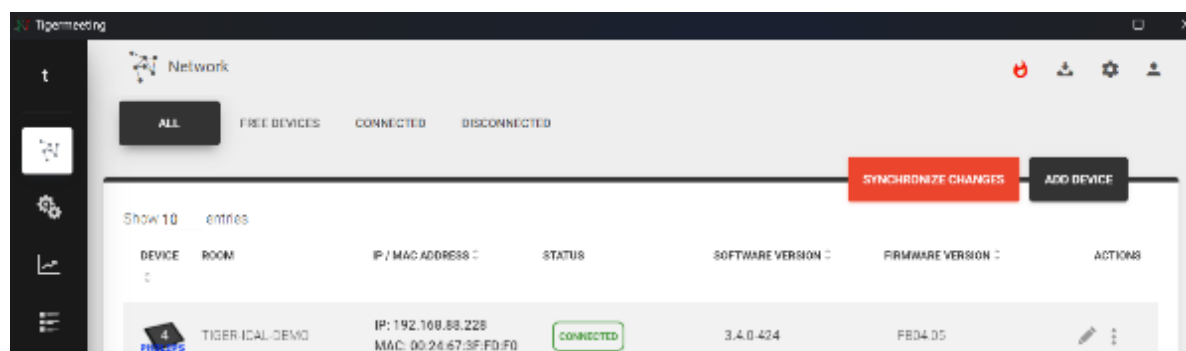 Tigermeeting
t
Network
ALL FREE DEVICES CONNECTED DISCONNECTED
SYNCHRONIZE CHANGES ADD DEVICE
Show 10 entries
DEVICE ROOM IP / MAC ADDRESS STATUS SOFTWARE VERSION FIRMWARE VERSION ACTIONS
4
PHILIPS
TIGER-ICAL-DEMO
IP: 192.168.88.228
MAC: 00:24:67:3F:FD:F0
CONNECTED
3.4.0-424
FB04.05